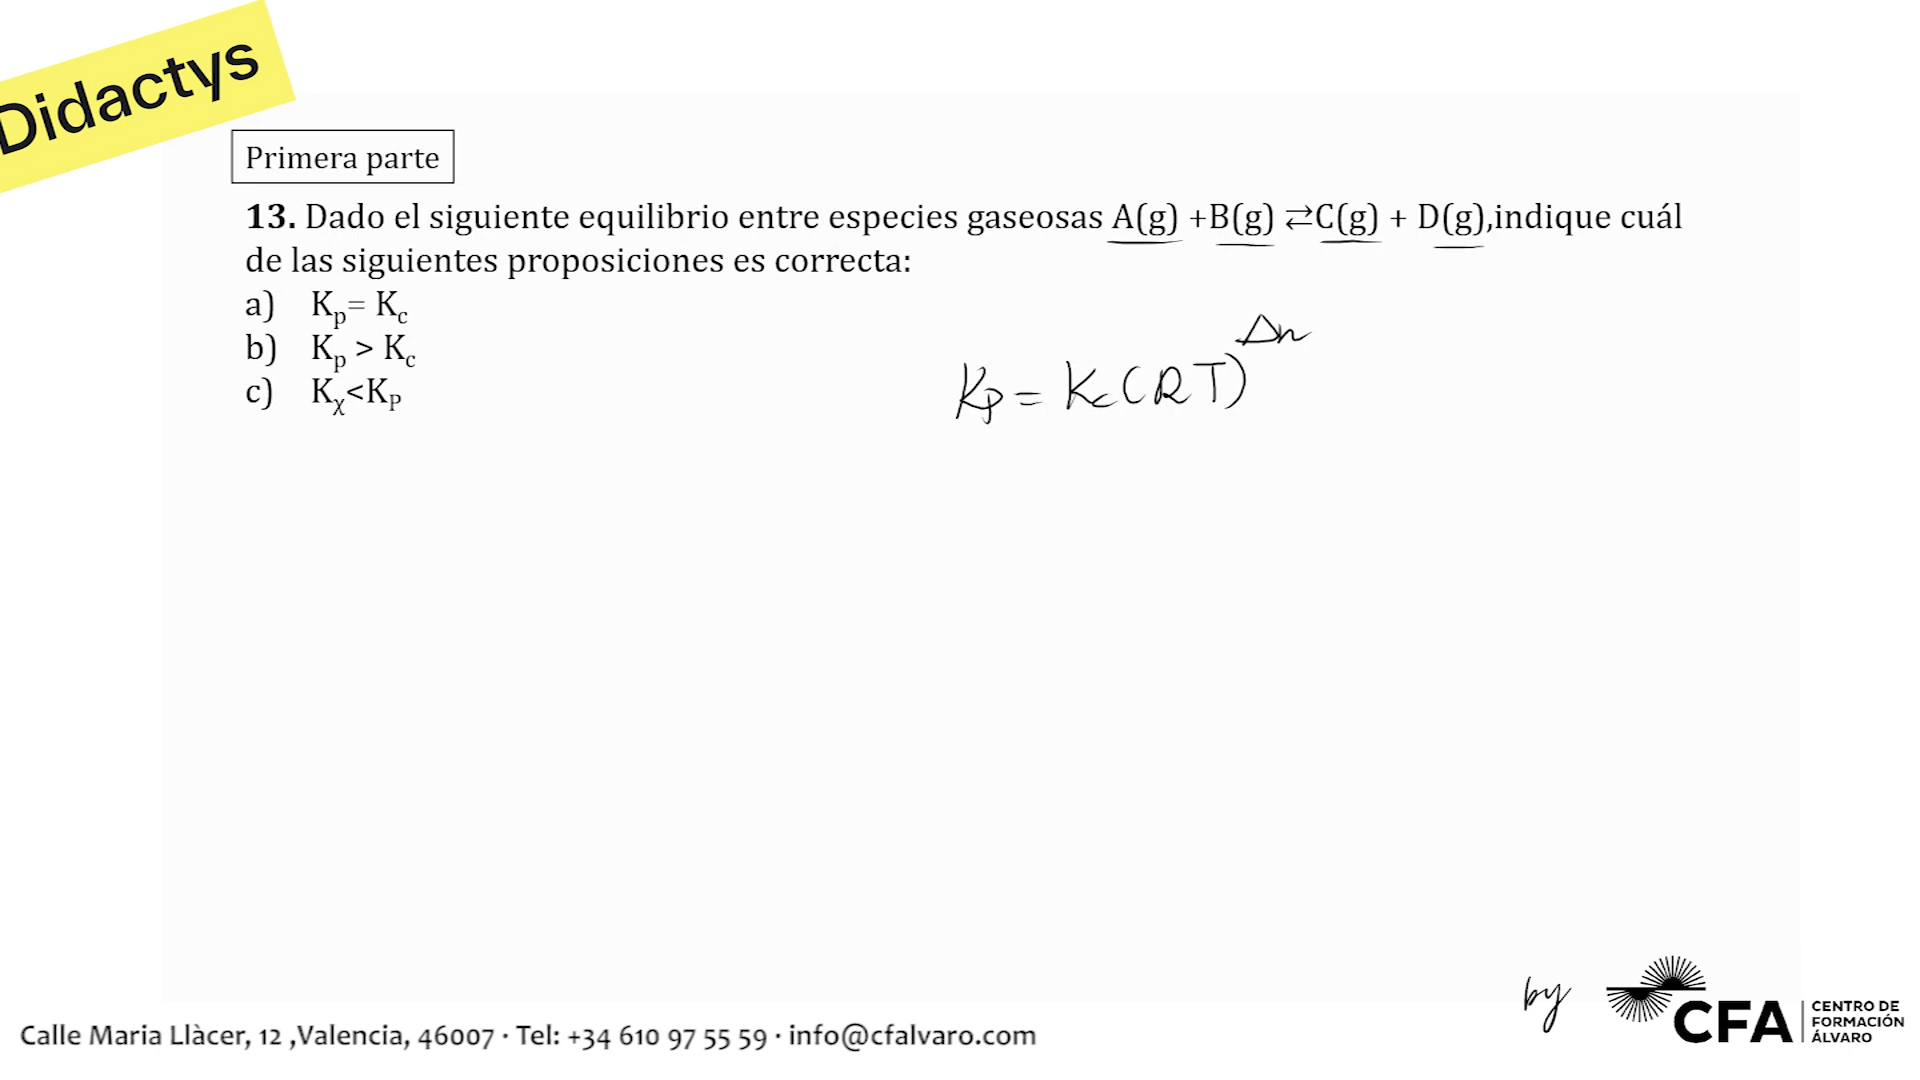 Didactys
Primera parte
13. Dado el siguiente equilibrio entre especies gaseosas A(g) +B(g) ⇄C(g) + D(g),indique cuál
de las siguientes proposiciones es correcta:
a) Kp= Kc
b) Kp > Kc
c) Kχ<KP
Kp = Kc (RT)^Δn
by
CFA
CENTRO DE
FORMACIÓN
ÁLVARO
Calle Maria Llàcer, 12 ,Valencia, 46007 · Tel: +34 610 97 55 59 · info@cfalvaro.com